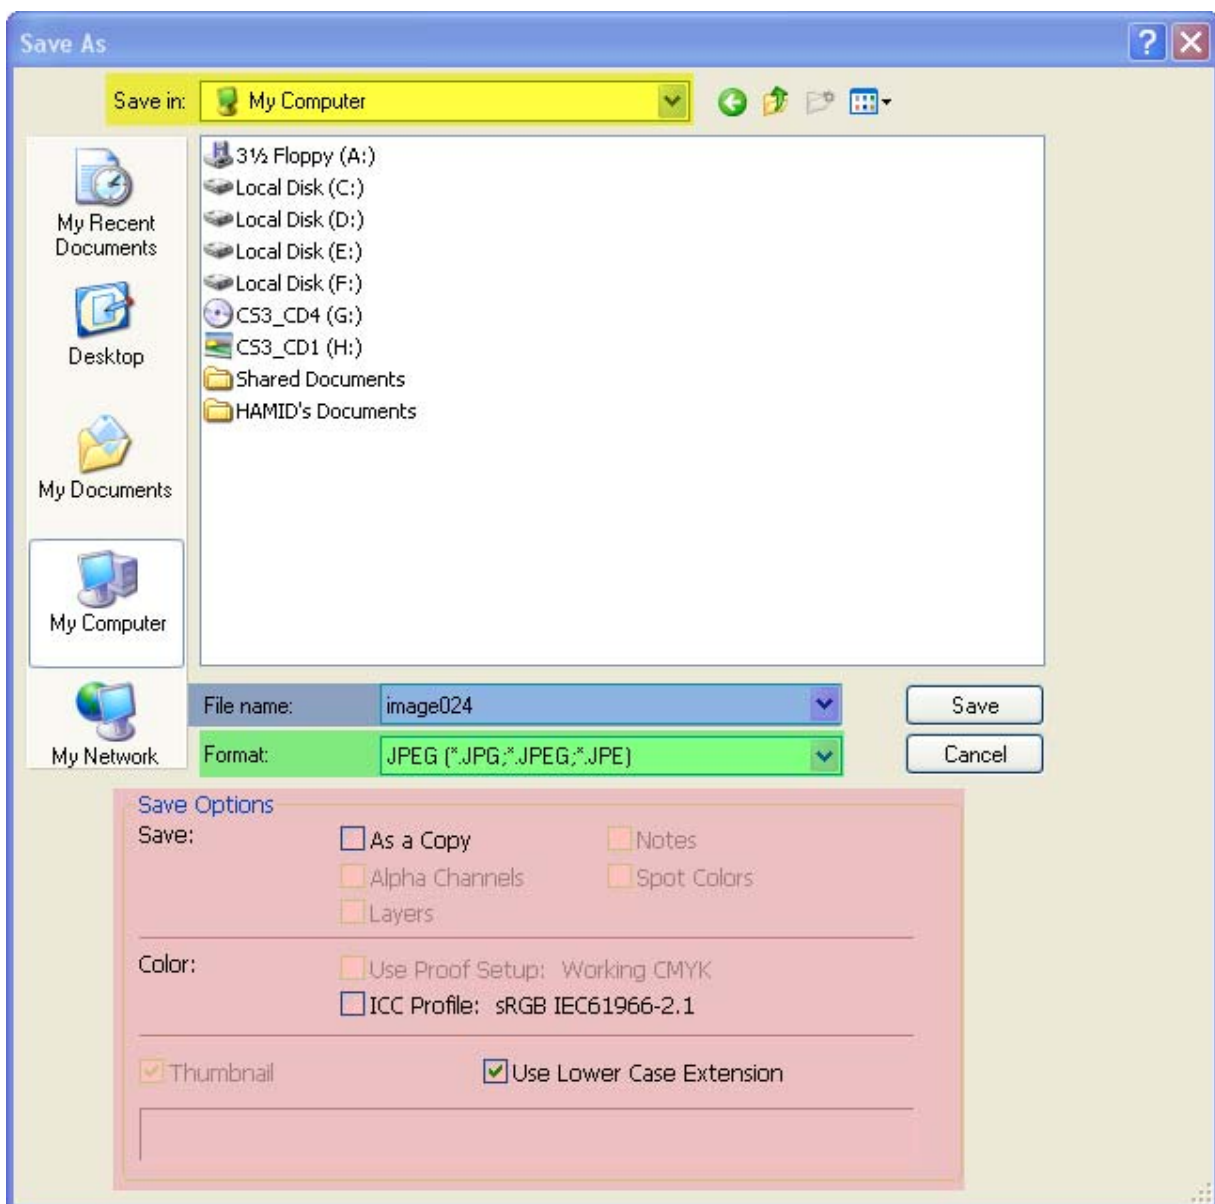 Save As
Save in: My Computer
My Recent
Documents
Desktop
My Documents
My Computer
My Network
3½ Floppy (A:)
Local Disk (C:)
Local Disk (D:)
Local Disk (E:)
Local Disk (F:)
CS3_CD4 (G:)
CS3_CD1 (H:)
Shared Documents
HAMID's Documents
File name: image024 Save
Format: JPEG (*.JPG;*.JPEG;*.JPE) Cancel
Save Options
Save: As a Copy Notes
Alpha Channels Spot Colors
Layers
Color: Use Proof Setup: Working CMYK
ICC Profile: sRGB IEC61966-2.1
Thumbnail Use Lower Case Extension